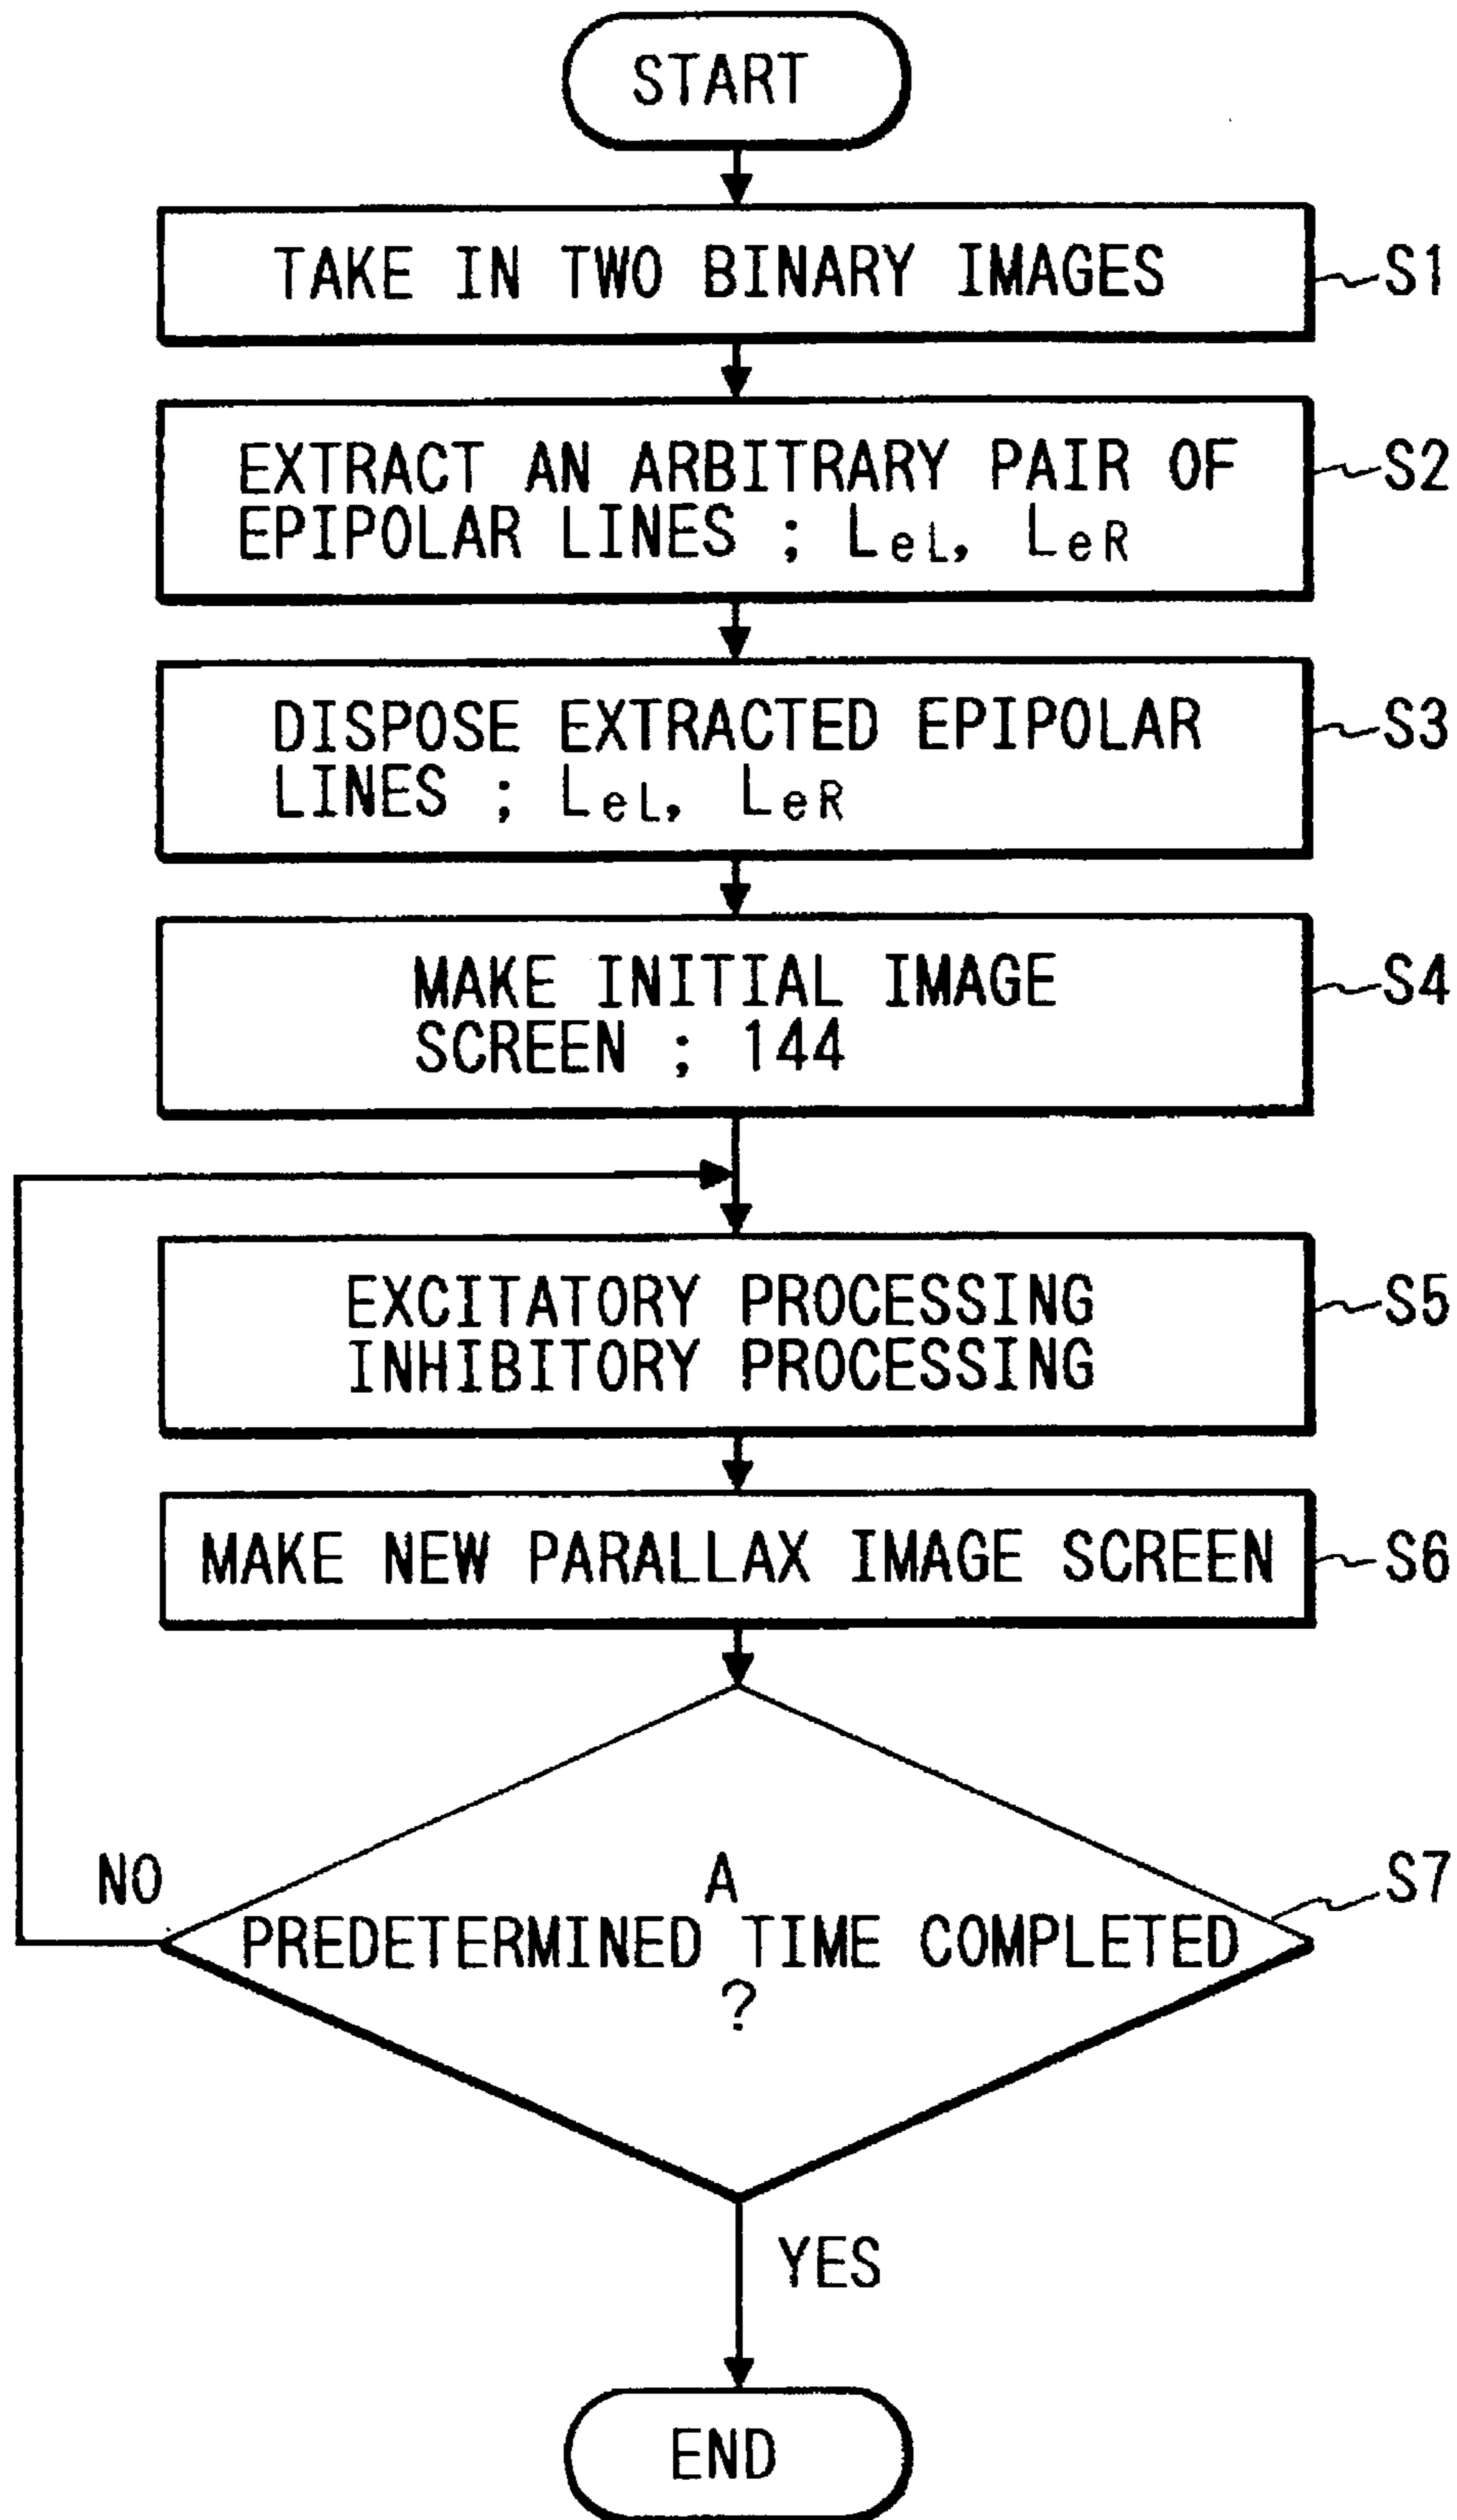 START
TAKE IN TWO BINARY IMAGES
S1
EXTRACT AN ARBITRARY PAIR OF
EPIPOLAR LINES ; LeL, LeR
S2
DISPOSE EXTRACTED EPIPOLAR
LINES ; LeL, LeR
S3
MAKE INITIAL IMAGE
SCREEN ; 144
S4
EXCITATORY PROCESSING
INHIBITORY PROCESSING
S5
MAKE NEW PARALLAX IMAGE SCREEN
S6
NO
A
PREDETERMINED TIME COMPLETED
?
S7
YES
END